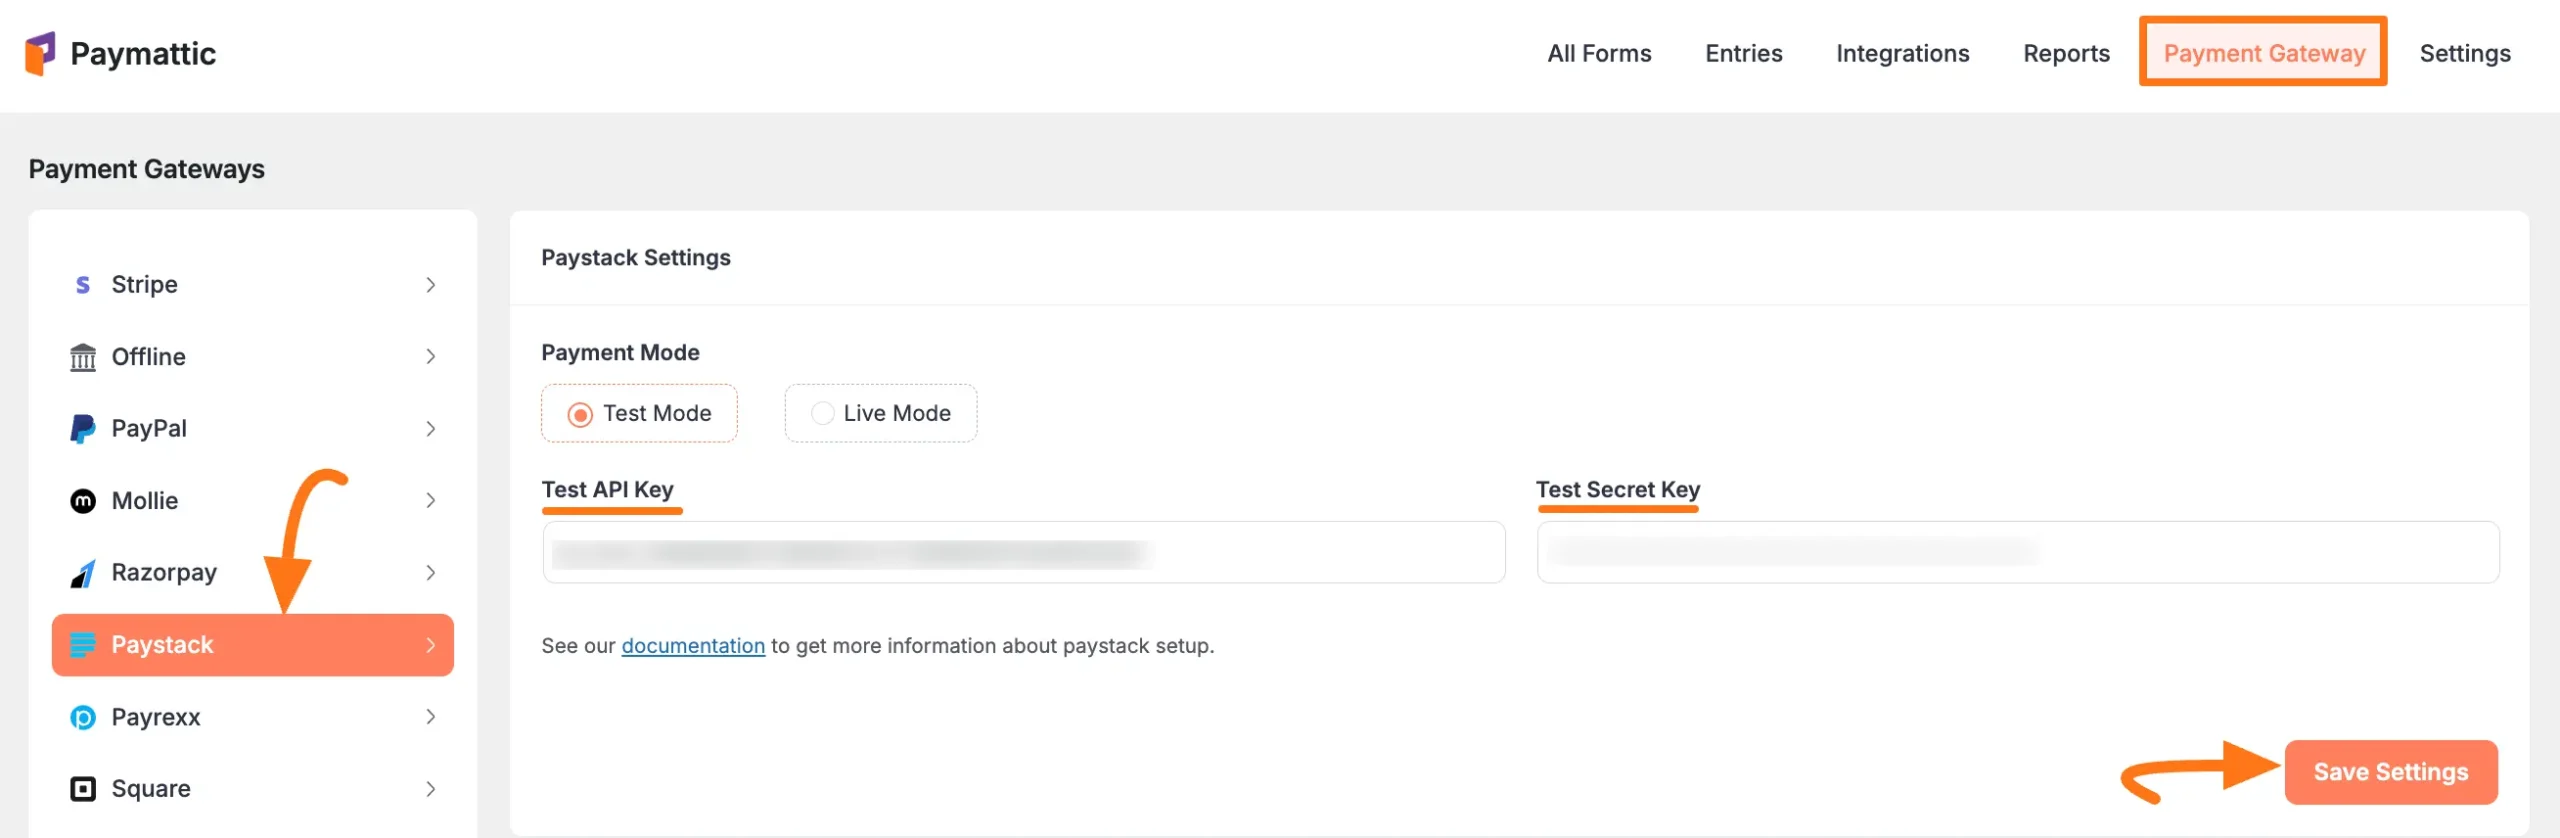 Paymattic
All Forms Entries Integrations Reports Payment Gateway Settings
Payment Gateways
Stripe
Offline
PayPal
Mollie
Razorpay
Paystack
Payrexx
Square
Paystack Settings
Payment Mode
Test Mode Live Mode
Test API Key Test Secret Key
See our documentation to get more information about paystack setup.
Save Settings